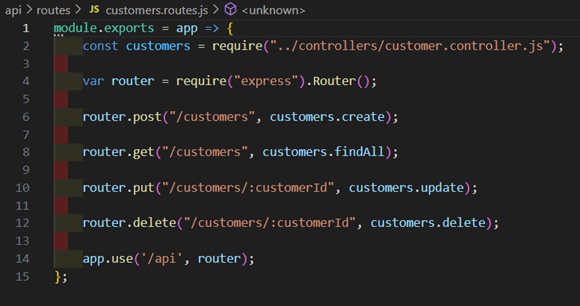 api > routes > JS customers.routes.js > <unknown>
1 module.exports = app => {
2     const customers = require("../controllers/customer.controller.js");
3
4     var router = require("express").Router();
5
6     router.post("/customers", customers.create);
7
8     router.get("/customers", customers.findAll);
9
10     router.put("/customers/:customerId", customers.update);
11
12     router.delete("/customers/:customerId", customers.delete);
13
14     app.use('/api', router);
15 };